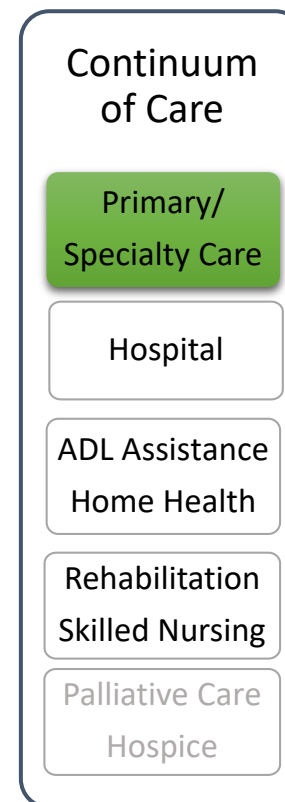 Continuum
of Care
Primary/
Specialty Care
Hospital
ADL Assistance
Home Health
Rehabilitation
Skilled Nursing
Palliative Care
Hospice